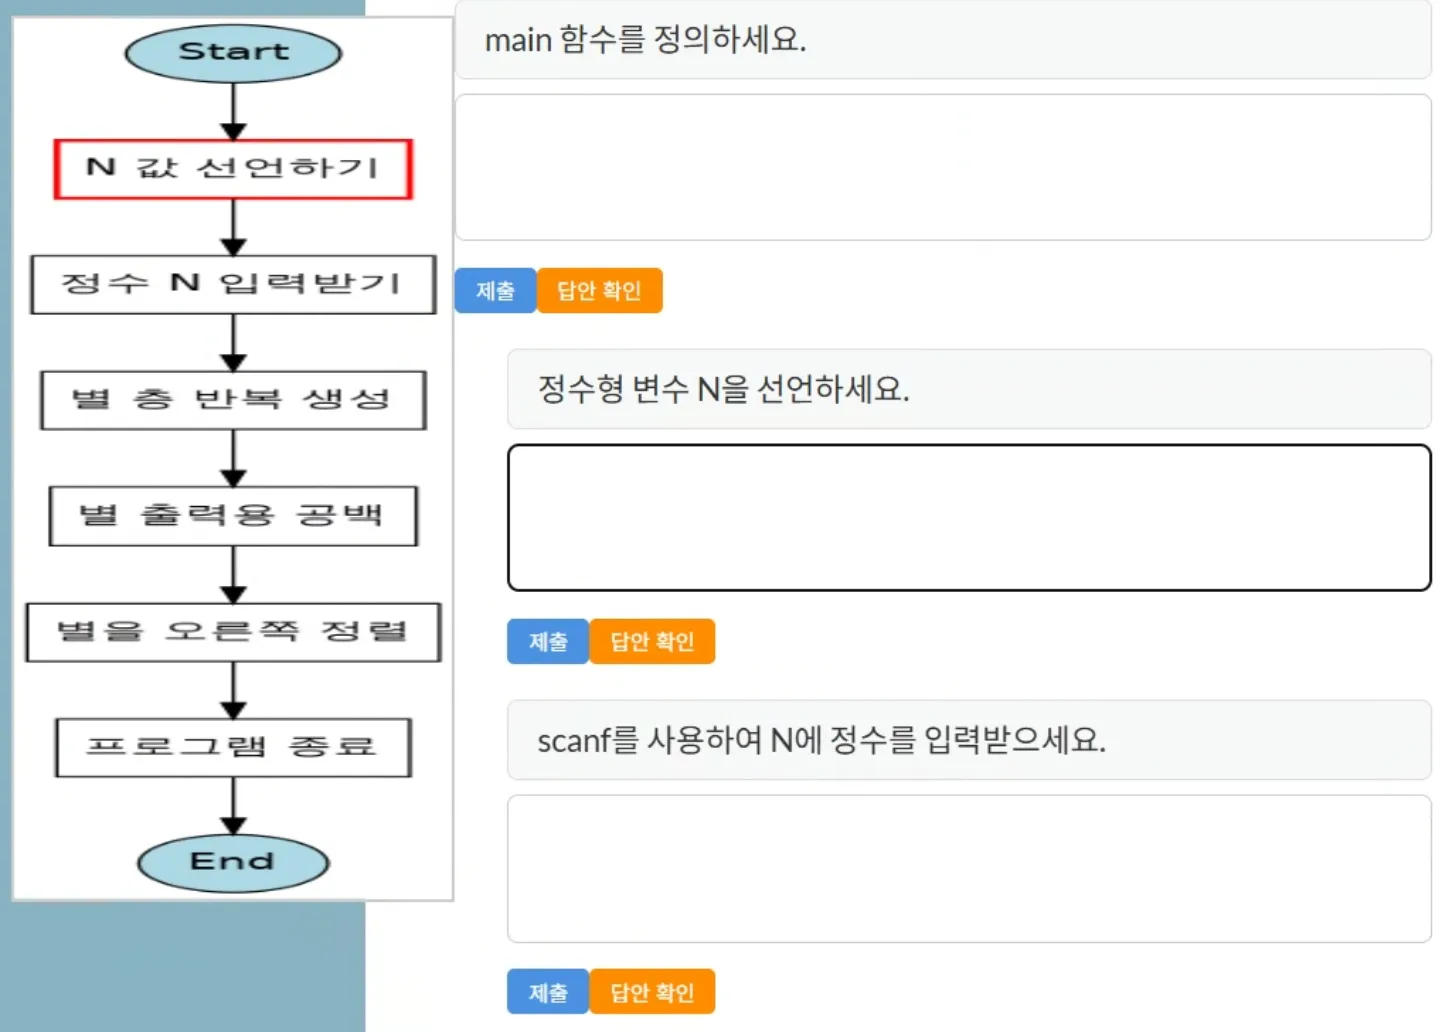 Start
N 값 선언하기
정수 N 입력받기
별 층 반복 생성
별 출력용 공백
별을 오른쪽 정렬
프로그램 종료
End
main 함수를 정의하세요.
제출 답안 확인
정수형 변수 N을 선언하세요.
제출 답안 확인
scanf를 사용하여 N에 정수를 입력받으세요.
제출 답안 확인